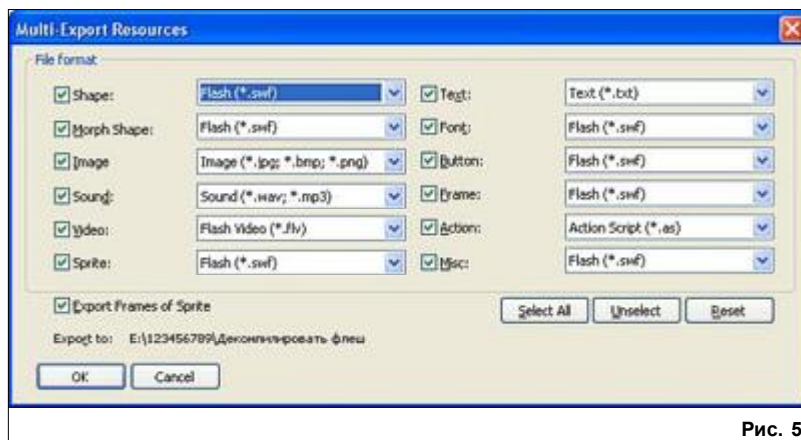 Multi-Export Resources
File format
Shape: Flash (*.swf) Text: Text (*.txt)
Morph Shape: Flash (*.swf) Font: Flash (*.swf)
Image Image (*.jpg; *.bmp; *.png) Button: Flash (*.swf)
Sound: Sound (*.wav; *.mp3) Frame: Flash (*.swf)
Video: Flash Video (*.flv) Action: Action Script (*.as)
Sprite: Flash (*.swf) Misc: Flash (*.swf)
Export Frames of Sprite Select All Unselect Reset
Export to: E:\123456789\Декомпилировать флеш
OK Cancel
Рис. 5